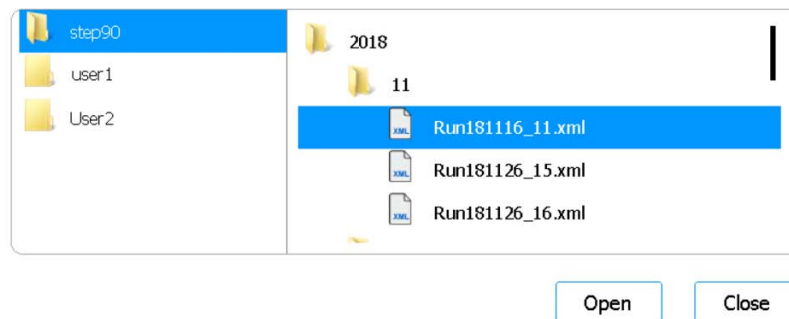 step90
user1
User2
2018
11
XML Run181116_11.xml
XML Run181126_15.xml
XML Run181126_16.xml
Open Close